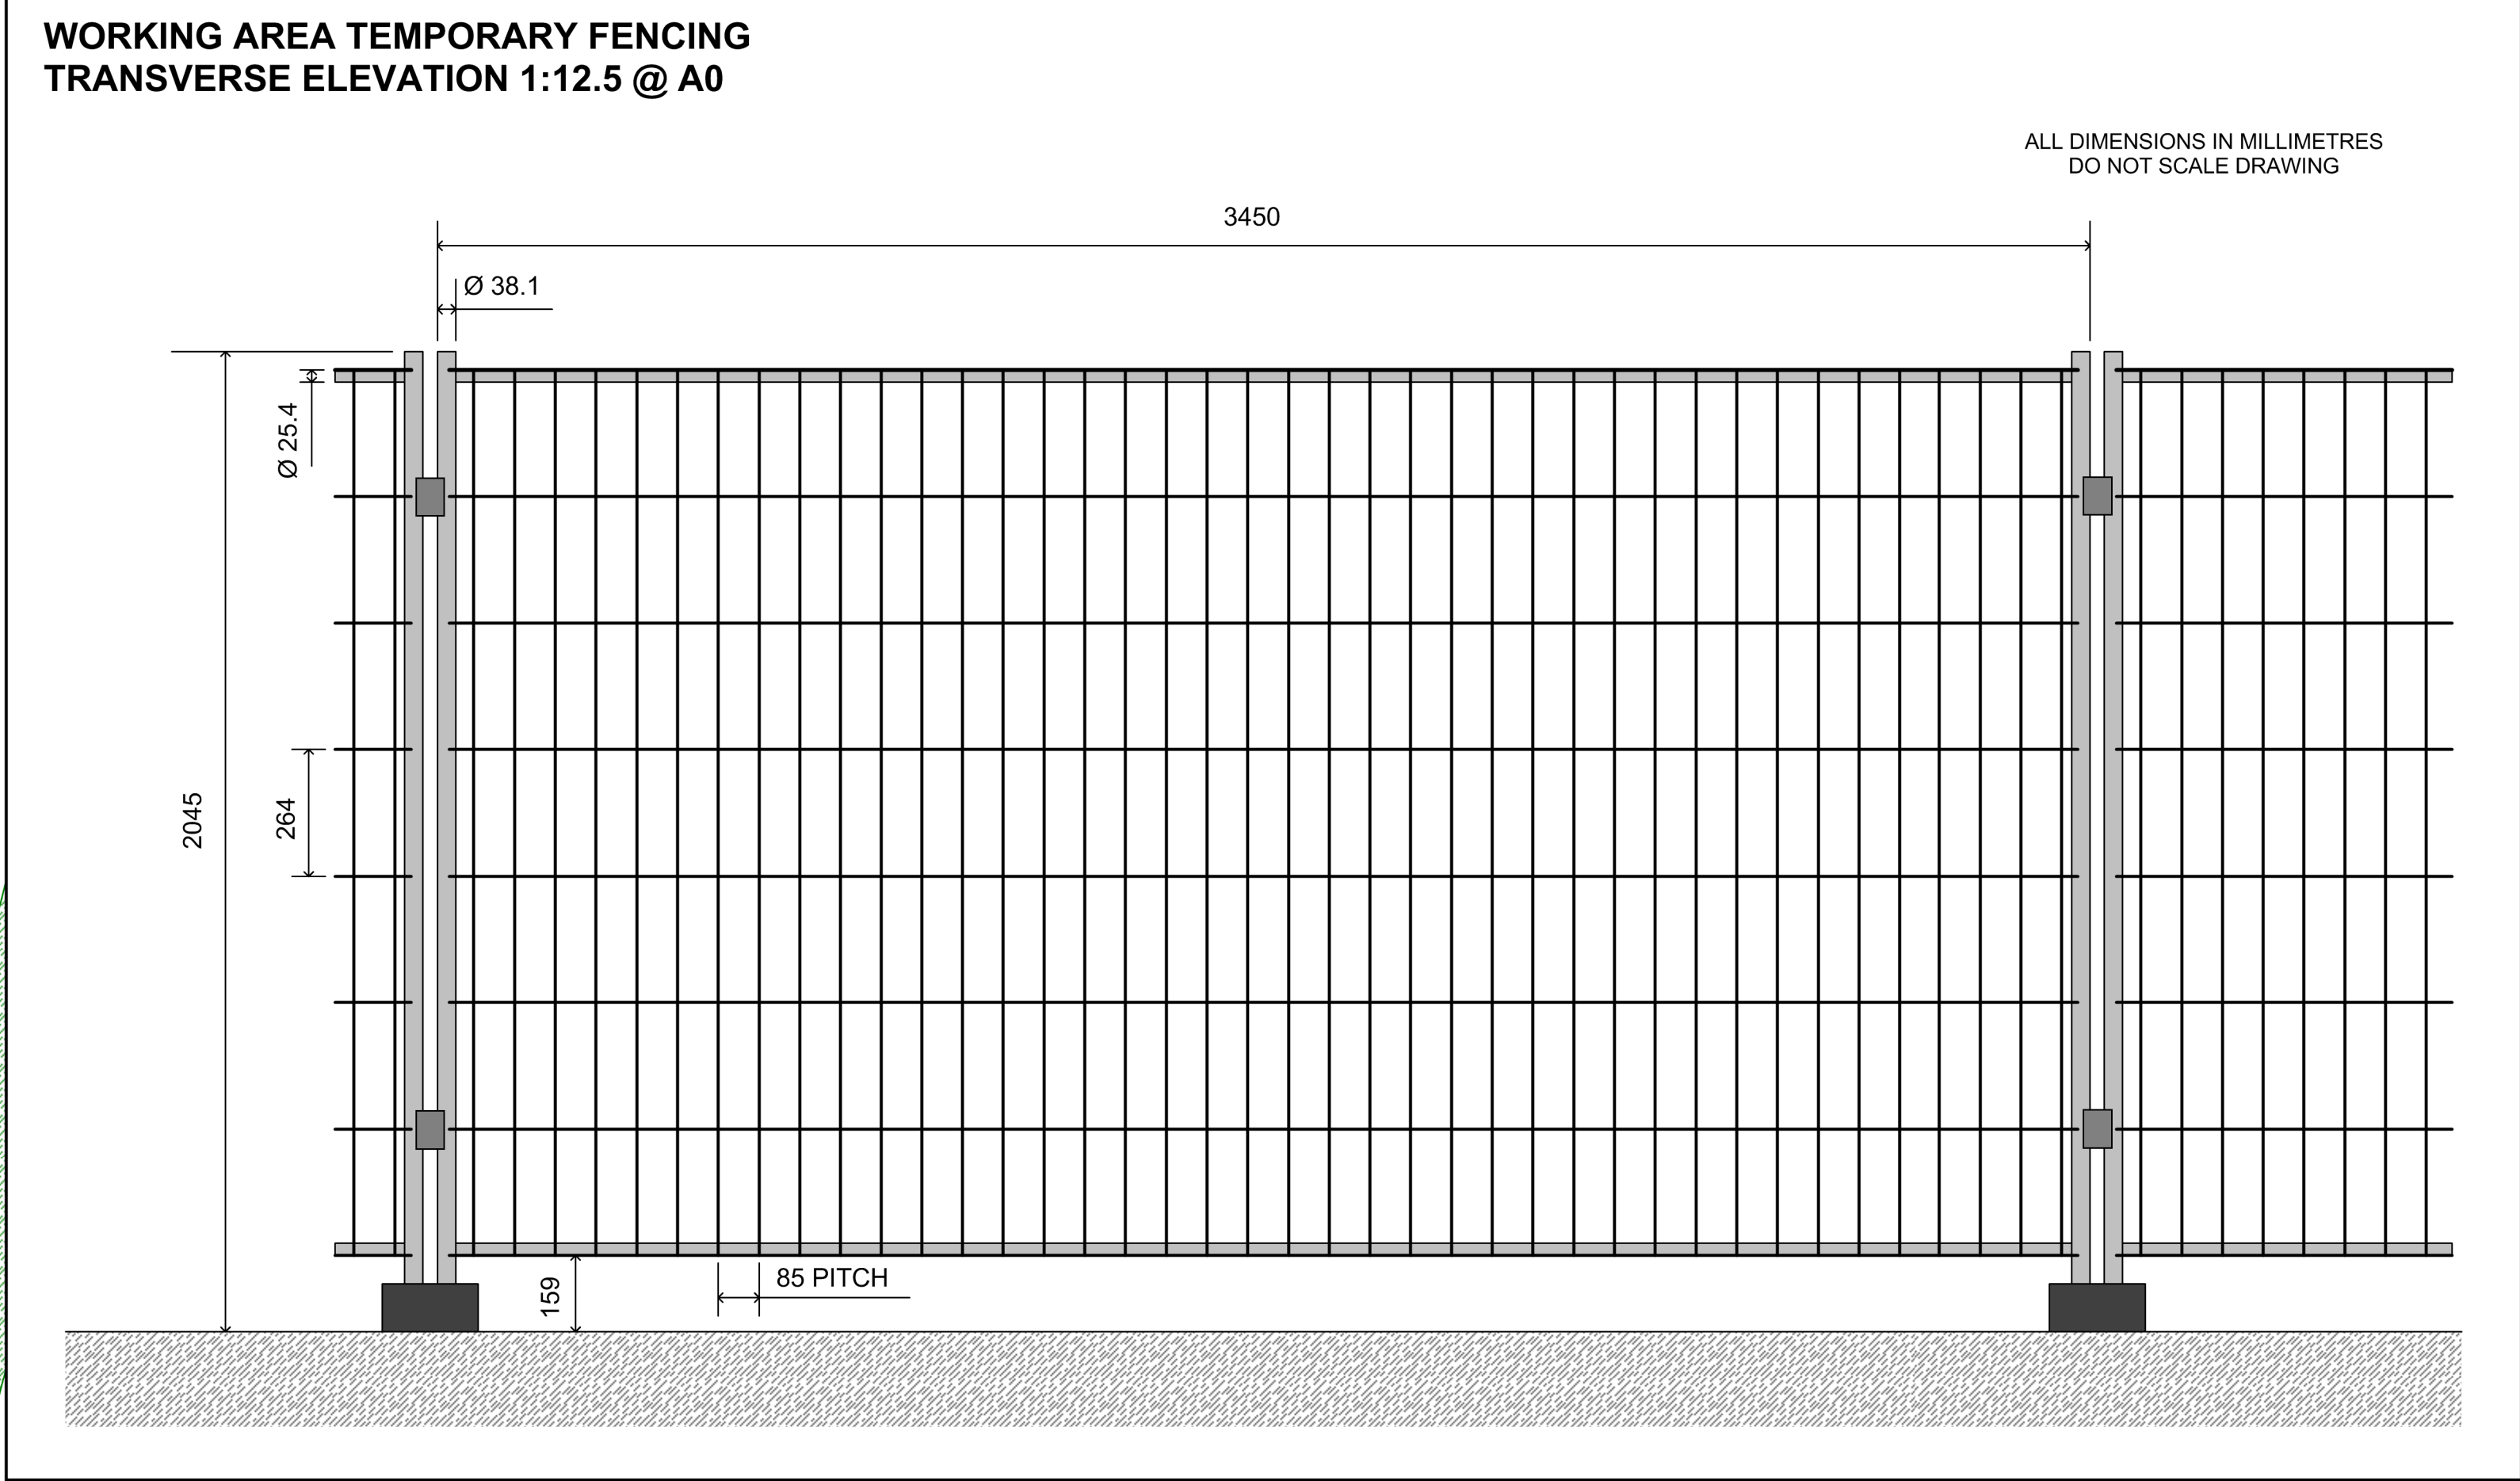 WORKING AREA TEMPORARY FENCING
TRANSVERSE ELEVATION 1:12.5 @ A0
ALL DIMENSIONS IN MILLIMETRES
DO NOT SCALE DRAWING
3450
Ø 38.1
Ø 25.4
2045
264
159
85 PITCH